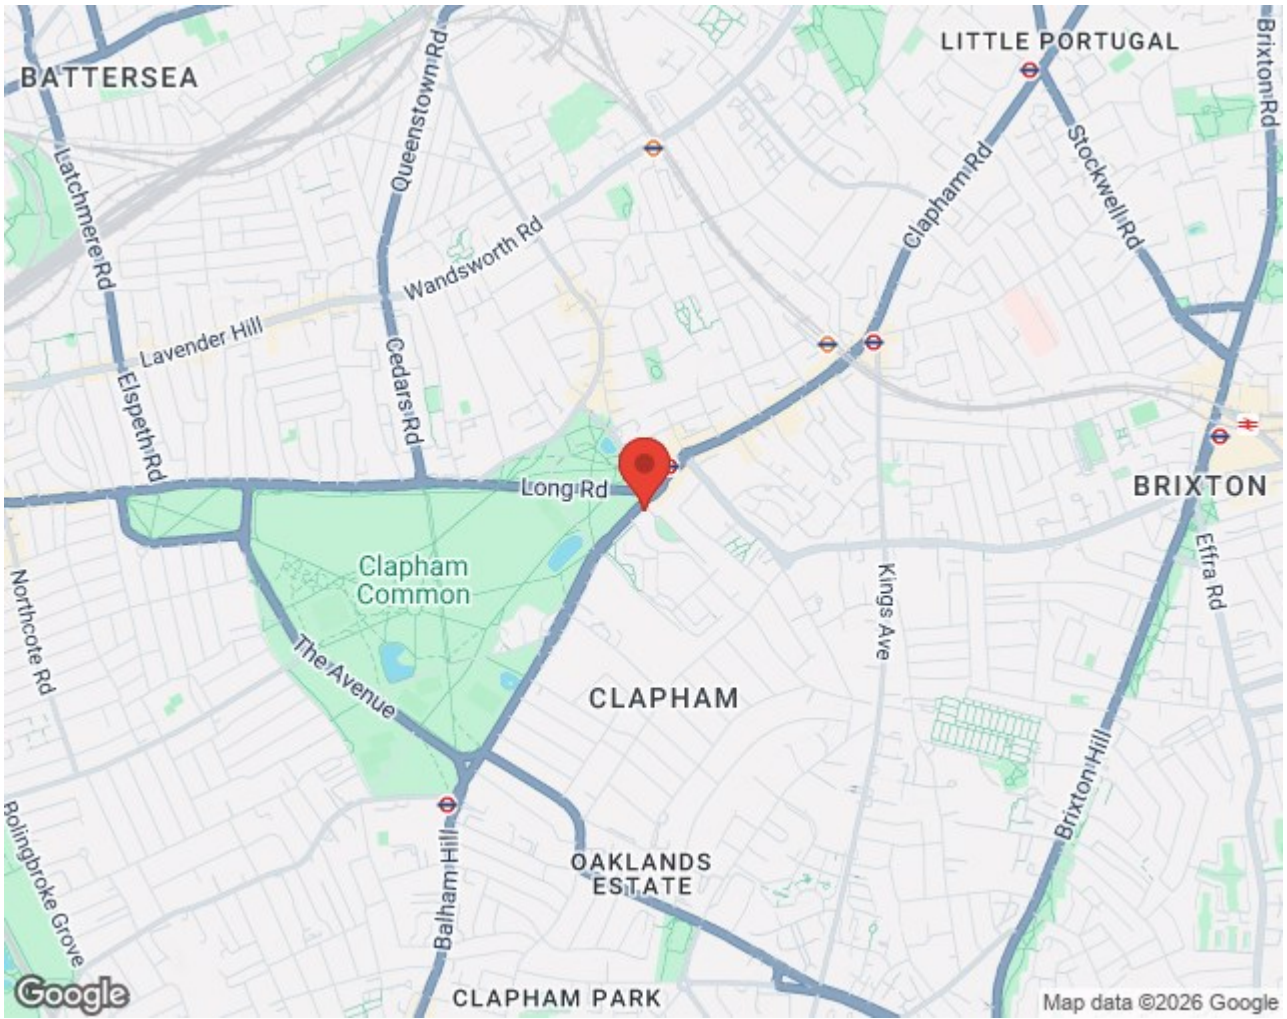 LITTLE PORTUGAL
BATTERSEA
Brixton Rd
Queenstown Rd
Latchmere Rd
Stockwell Rd
Clapham Rd
Wandsworth Rd
Lavender Hill
Cedars Rd
Elspeth Rd
Long Rd
BRIXTON
Clapham
Common
Effra Rd
Kings Ave
Northcote Rd
The Avenue
CLAPHAM
Brixton Hill
Bolingbroke Grove
Balham Hill
OAKLANDS
ESTATE
CLAPHAM PARK
Google
Map data ©2026 Google